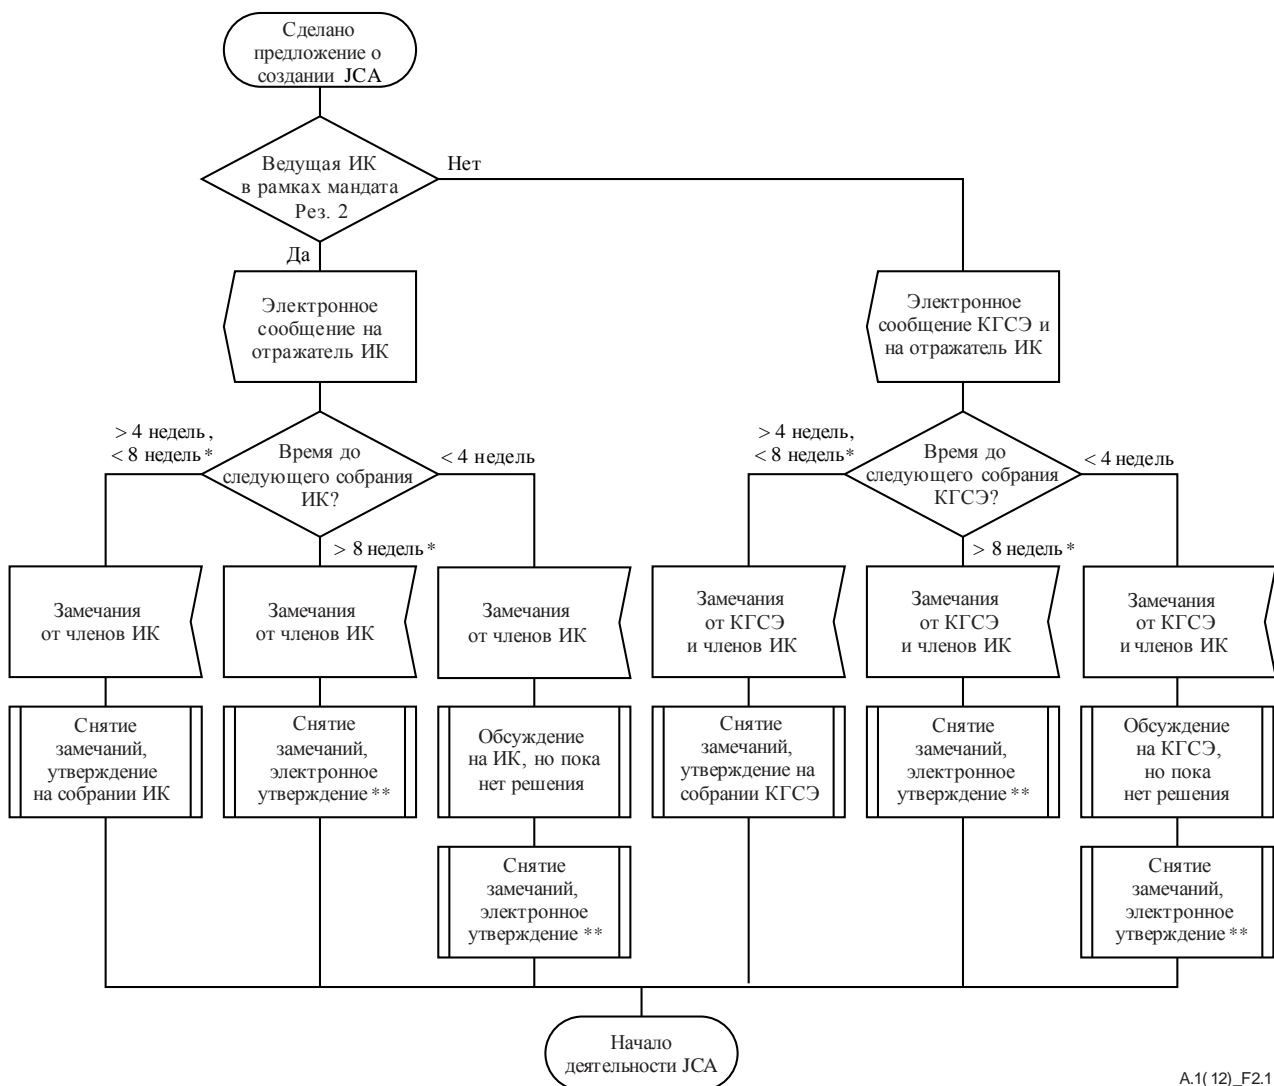 Сделано
предложение о
создании JCA
Ведущая ИК
в рамках мандата
Рез. 2
Нет
Да
Электронное
сообщение на
отражатель ИК
Электронное
сообщение КГСЭ и
на отражатель ИК
> 4 недель,
< 8 недель*
Время до
следующего собрания
ИК?
< 4 недель
> 8 недель*
> 4 недель,
< 8 недель*
Время до
следующего собрания
КГСЭ?
< 4 недель
> 8 недель*
Замечания
от членов ИК
Замечания
от членов ИК
Замечания
от членов ИК
Замечания
от КГСЭ
и членов ИК
Замечания
от КГСЭ
и членов ИК
Замечания
от КГСЭ
и членов ИК
Снятие
замечаний,
утверждение
на собрании ИК
Снятие
замечаний,
электронное
утверждение**
Обсуждение
на ИК, но пока
нет решения
Снятие
замечаний,
утверждение на
собрании КГСЭ
Снятие
замечаний,
электронное
утверждение**
Обсуждение
на КГСЭ,
но пока
нет решения
Снятие
замечаний,
электронное
утверждение**
Снятие
замечаний,
электронное
утверждение**
Начало
деятельности JCA
A.1(12)_F2.1